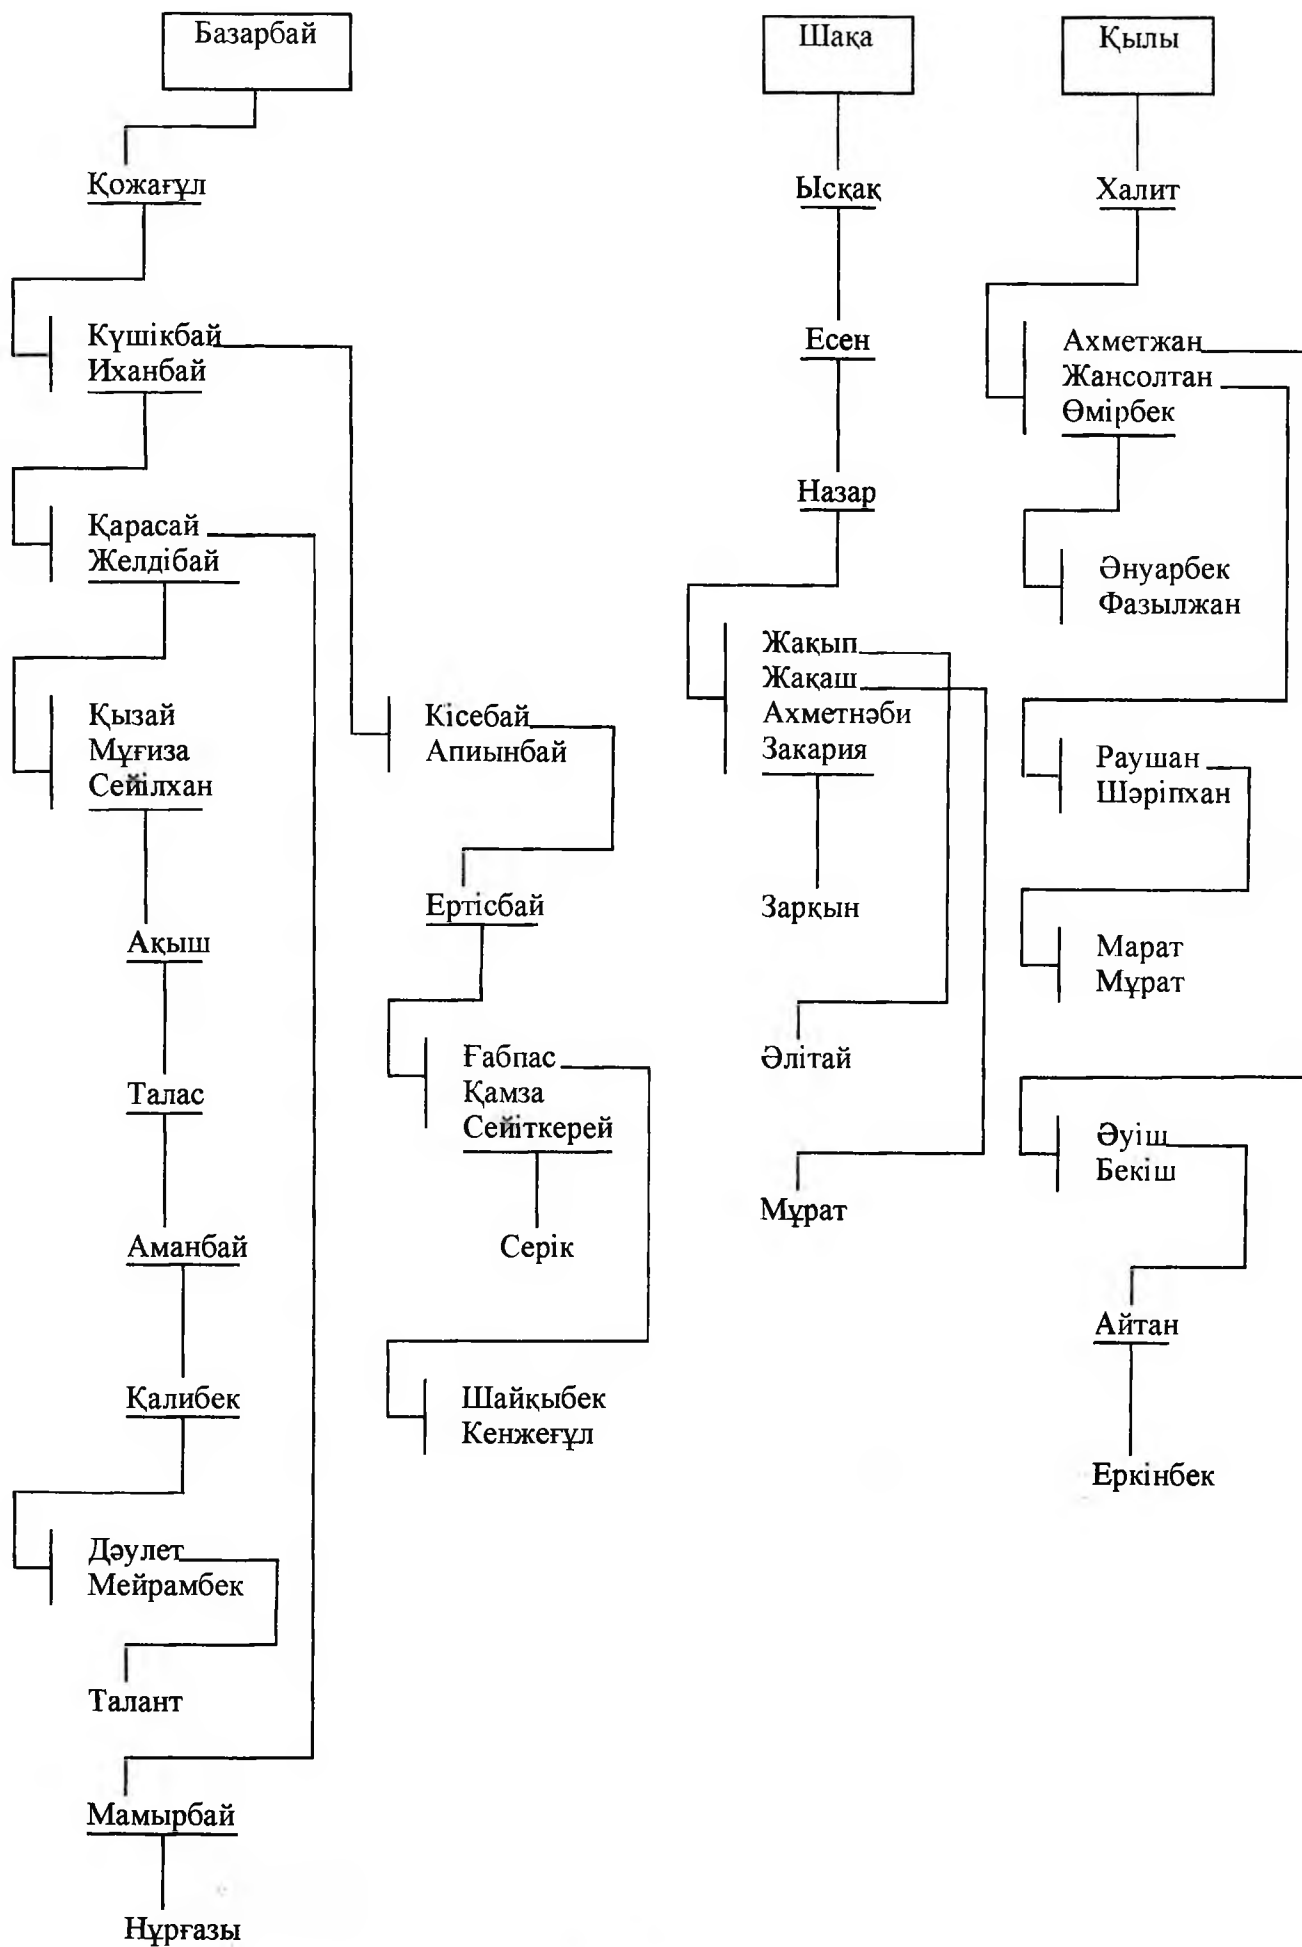 Базарбай
Қожағұл
Күшікбай
Иханбай
Қарасай
Желдібай
Қызай
Мұғиза
Сейілхан
Ақыш
Талас
Аманбай
Қалибек
Дәулет
Мейрамбек
Талант
Мамырбай
Нұрғазы
Кісебай
Апиынбай
Ертісбай
Ғабпас
Қамза
Сейіткерей
Серік
Шайқыбек
Кенжеғұл
Шақа
Ысқақ
Есен
Назар
Жақып
Жақаш
Ахметнәби
Закария
Зарқын
Әлітай
Мұрат
Қылы
Халит
Ахметжан
Жансолтан
Өмірбек
Әнуарбек
Фазылжан
Раушан
Шәріпхан
Марат
Мұрат
Әуіш
Бекіш
Айтан
Еркінбек